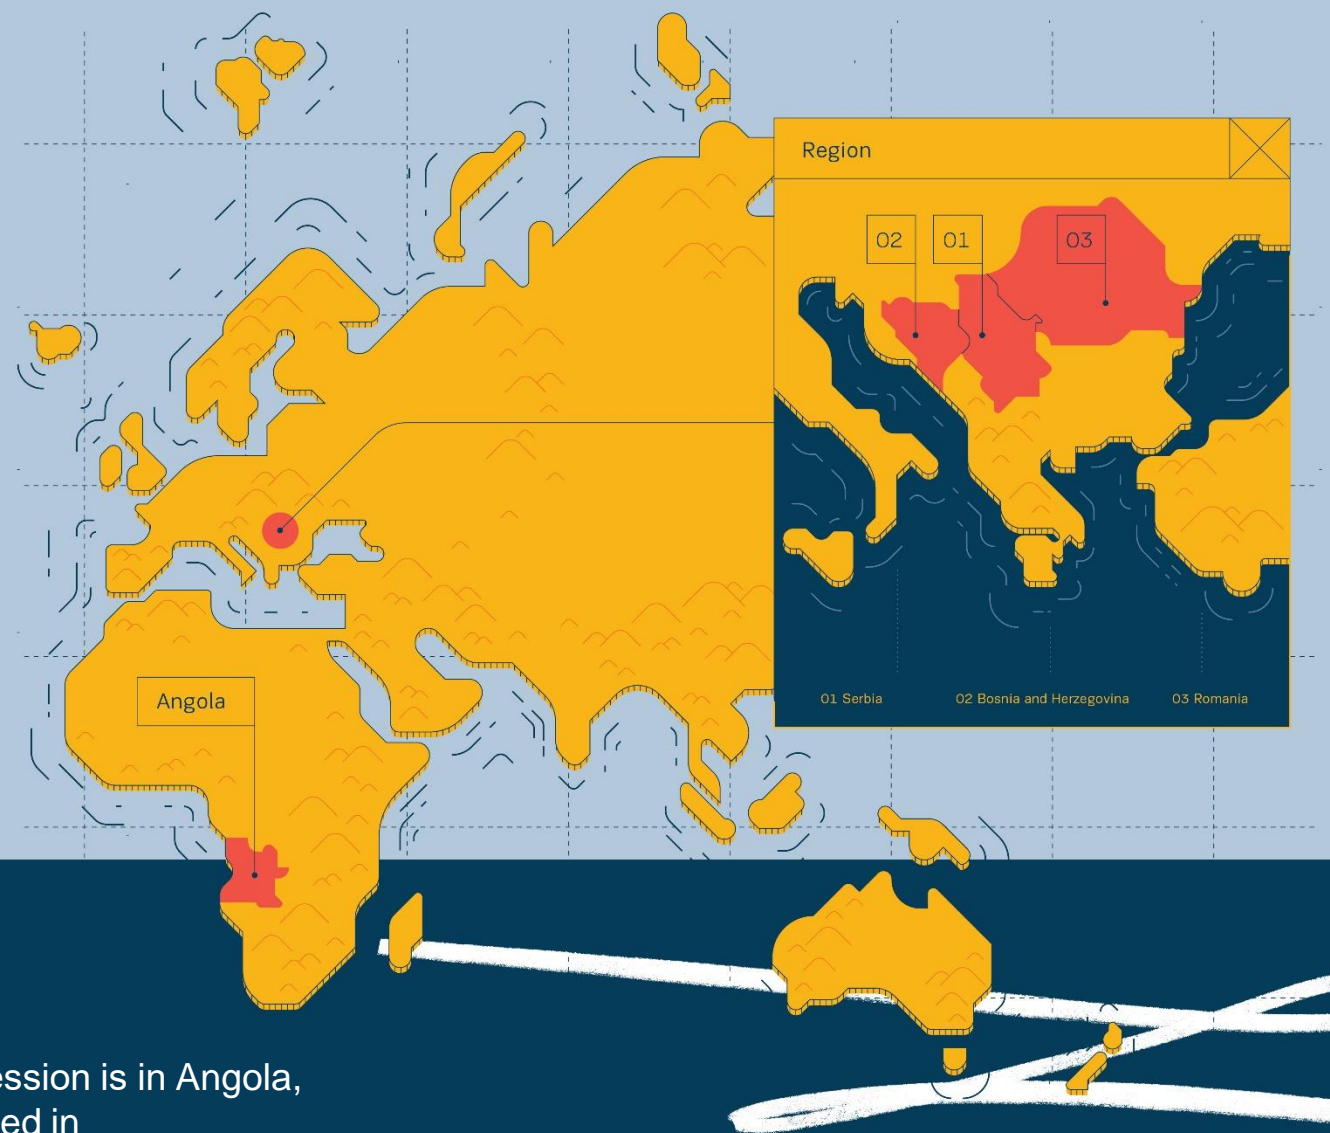 Region
02
01
03
Angola
01 Serbia
02 Bosnia and Herzegovina
03 Romania
ession is in Angola,
ed in